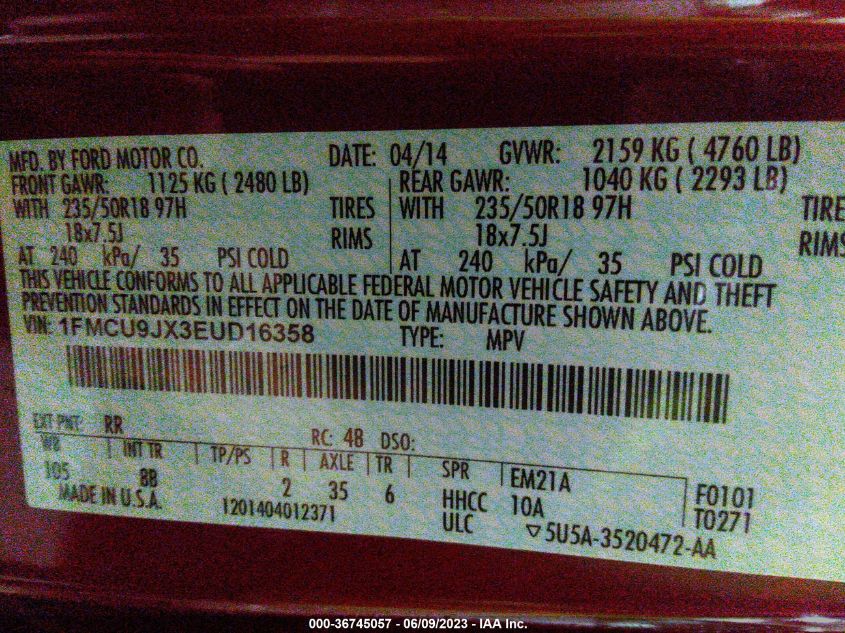 MFD. BY FORD MOTOR CO. DATE: 04/14 GVWR: 2159 KG ( 4760 LB)
FRONT GAWR: 1125 KG ( 2480 LB) REAR GAWR: 1040 KG ( 2293 LB)
WITH 235/50R18 97H TIRES WITH 235/50R18 97H TIRE
18x7.5J RIMS 18x7.5J RIMS
AT 240 kPa/ 35 PSI COLD AT 240 kPa/ 35 PSI COLD
THIS VEHICLE CONFORMS TO ALL APPLICABLE FEDERAL MOTOR VEHICLE SAFETY AND THEFT
PREVENTION STANDARDS IN EFFECT ON THE DATE OF MANUFACTURE SHOWN ABOVE.
VIN: 1FMCU9JX3EUD16358 TYPE: MPV
EXT PNT: RR RC: 48 DSO:
WB INT TR TP/PS R AXLE TR SPR EM21A F0101
105 8B 2 35 6 HHCC 10A T0271
MADE IN U.S.A. 1201404012371 ULC ▽5U5A-3520472-AA
000-36745057 - 06/09/2023 - IAA Inc.